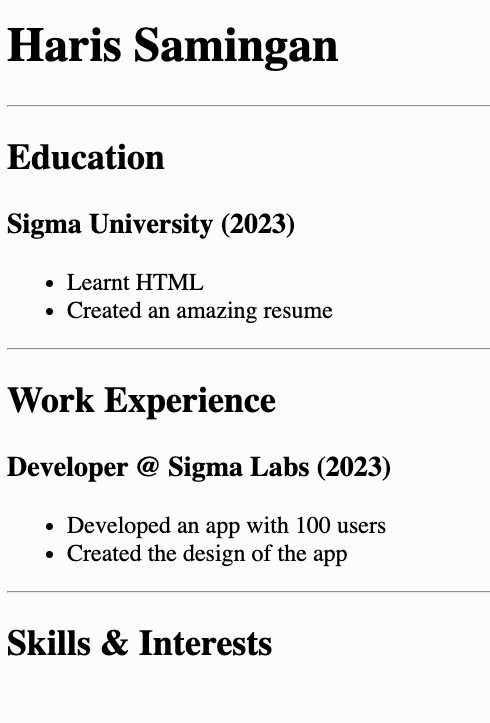 Haris Samingan
Education
Sigma University (2023)
Learnt HTML
Created an amazing resume
Work Experience
Developer @ Sigma Labs (2023)
Developed an app with 100 users
Created the design of the app
Skills & Interests